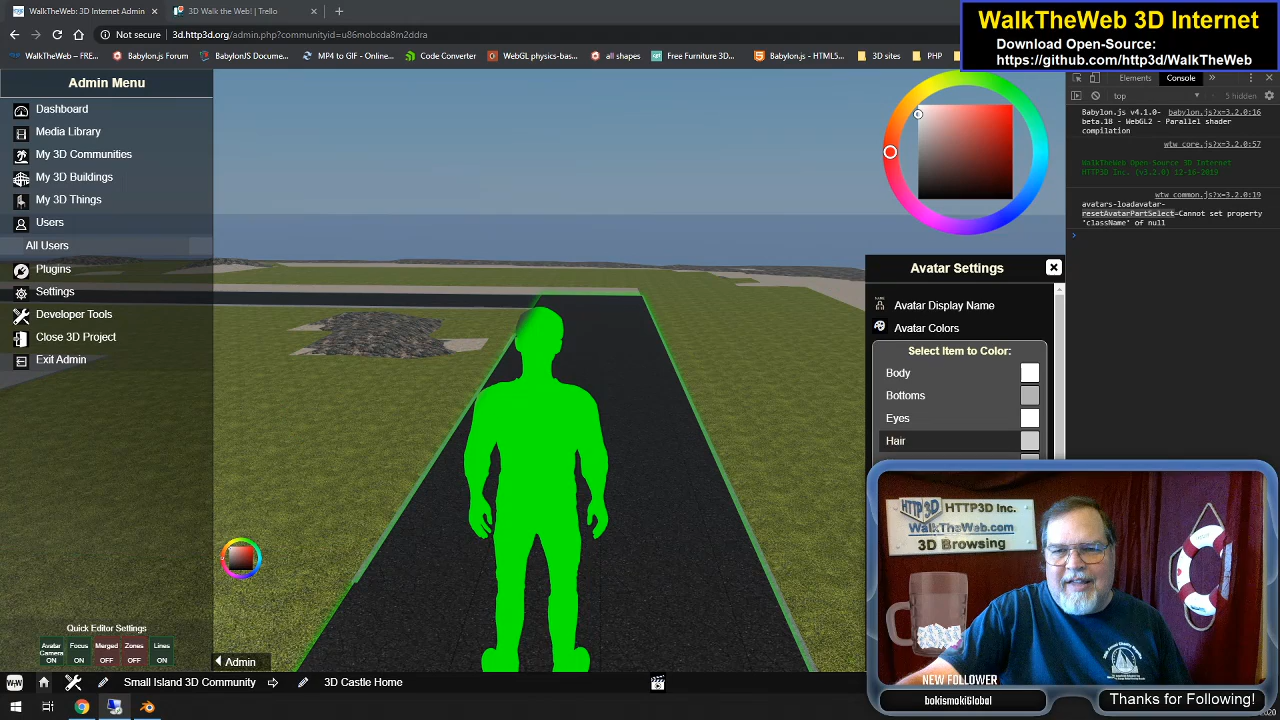 WalkTheWeb: 3D Internet Admin
3D Walk the Web! | Trello
WalkTheWeb 3D Internet
Download Open-Source:
https://github.com/http3d/WalkTheWeb
Not secure
3d.http3d.org/admin.php?communityid=u86mobcda8m2ddra
WalkTheWeb – FRE...
Babylon.js Forum
BabylonJS Docume...
Online Tools
Code Converter
WebGL physics-bas...
all shapes
Free Furniture 3D...
Babylon.js – HTML5...
3D sites
PHP
Admin Menu
Dashboard
Media Library
My 3D Communities
My 3D Buildings
My 3D Things
Users
All Users
Plugins
Settings
Developer Tools
Close 3D Project
Exit Admin
Quick Editor Settings
Avatar Camera ON
Focus ON
Merged OFF
Zones OFF
Lines ON
Admin
Avatar Settings
Avatar Display Name
Avatar Colors
Select Item to Color:
Body
Bottoms
Eyes
Hair
Elements
Console
top
5 hidden
Babylon.js v4.1.0- babylon.js?x=3.2.0:16
beta.18 - WebGL2 - Parallel shader
compilation
wtw_core.js?x=3.2.0:57
WalkTheWeb Open-Source 3D Internet
HTTP3D Inc. (v3.2.0) 12-16-2019
wtw_common.js?x=3.2.0:19
avatars-loadavatar-
resetAvatarPartSelect=Cannot set property
'className' of null
HTTP3D
HTTP3D Inc.
WalkTheWeb.com
3D Browsing
NEW FOLLOWER
bokismokiGlobal
Thanks for Following!
Small Island 3D Community
3D Castle Home